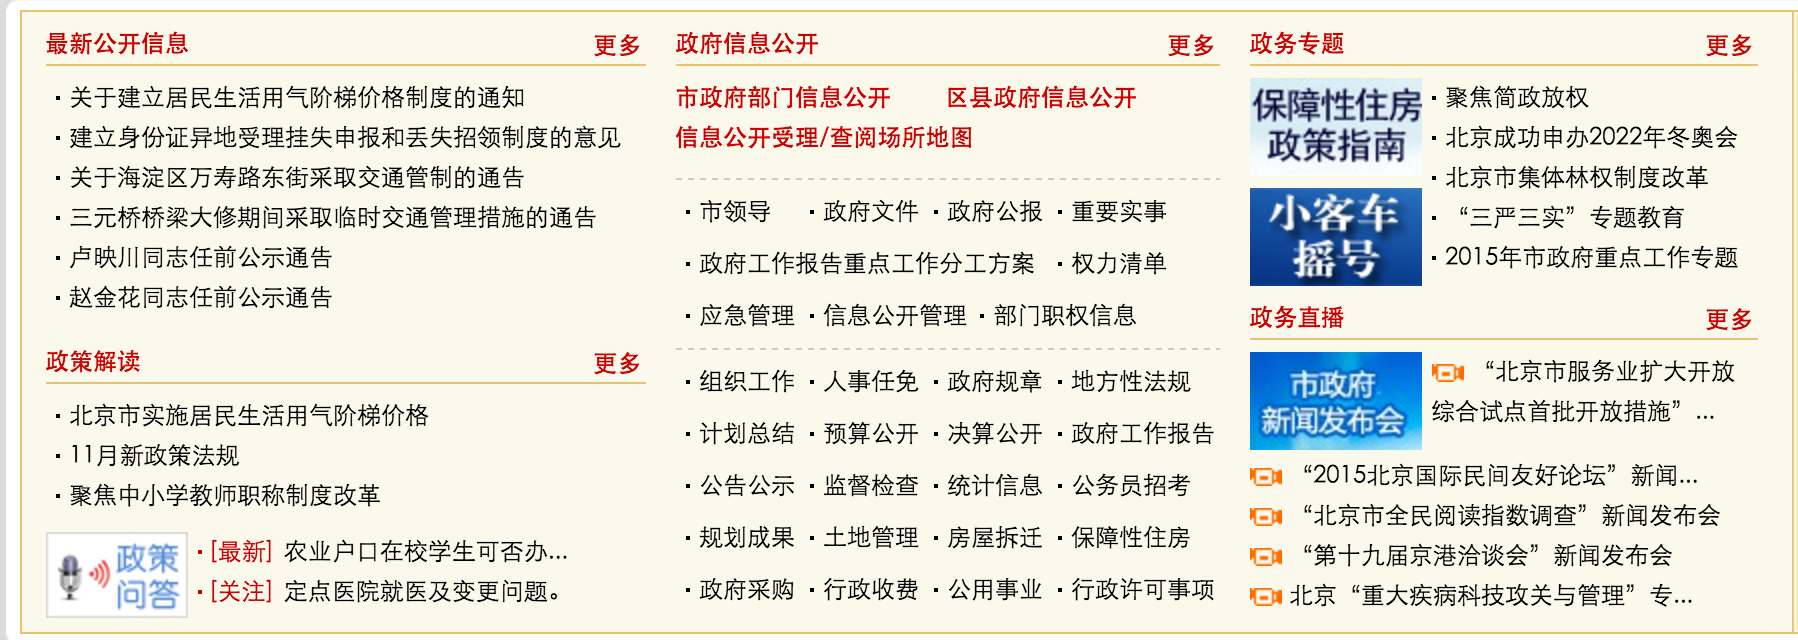 最新公开信息 更多
· 关于建立居民生活用气阶梯价格制度的通知
· 建立身份证异地受理挂失申报和丢失招领制度的意见
· 关于海淀区万寿路东街采取交通管制的通告
· 三元桥桥梁大修期间采取临时交通管理措施的通告
· 卢映川同志任前公示通告
· 赵金花同志任前公示通告
政策解读 更多
· 北京市实施居民生活用气阶梯价格
· 11月新政策法规
· 聚焦中小学教师职称制度改革
政策
问答
· [最新] 农业户口在校学生可否办...
· [关注] 定点医院就医及变更问题。
政府信息公开 更多
市政府部门信息公开 区县政府信息公开
信息公开受理/查阅场所地图
· 市领导 · 政府文件 · 政府公报 · 重要实事
· 政府工作报告重点工作分工方案 · 权力清单
· 应急管理 · 信息公开管理 · 部门职权信息
· 组织工作 · 人事任免 · 政府规章 · 地方性法规
· 计划总结 · 预算公开 · 决算公开 · 政府工作报告
· 公告公示 · 监督检查 · 统计信息 · 公务员招考
· 规划成果 · 土地管理 · 房屋拆迁 · 保障性住房
· 政府采购 · 行政收费 · 公用事业 · 行政许可事项
政务专题 更多
保障性住房
政策指南
小客车
摇号
· 聚焦简政放权
· 北京成功申办2022年冬奥会
· 北京市集体林权制度改革
· “三严三实”专题教育
· 2015年市政府重点工作专题
政务直播 更多
市政府
新闻发布会
“北京市服务业扩大开放
综合试点首批开放措施”...
“2015北京国际民间友好论坛”新闻...
“北京市全民阅读指数调查”新闻发布会
“第十九届京港洽谈会”新闻发布会
北京“重大疾病科技攻关与管理”专...